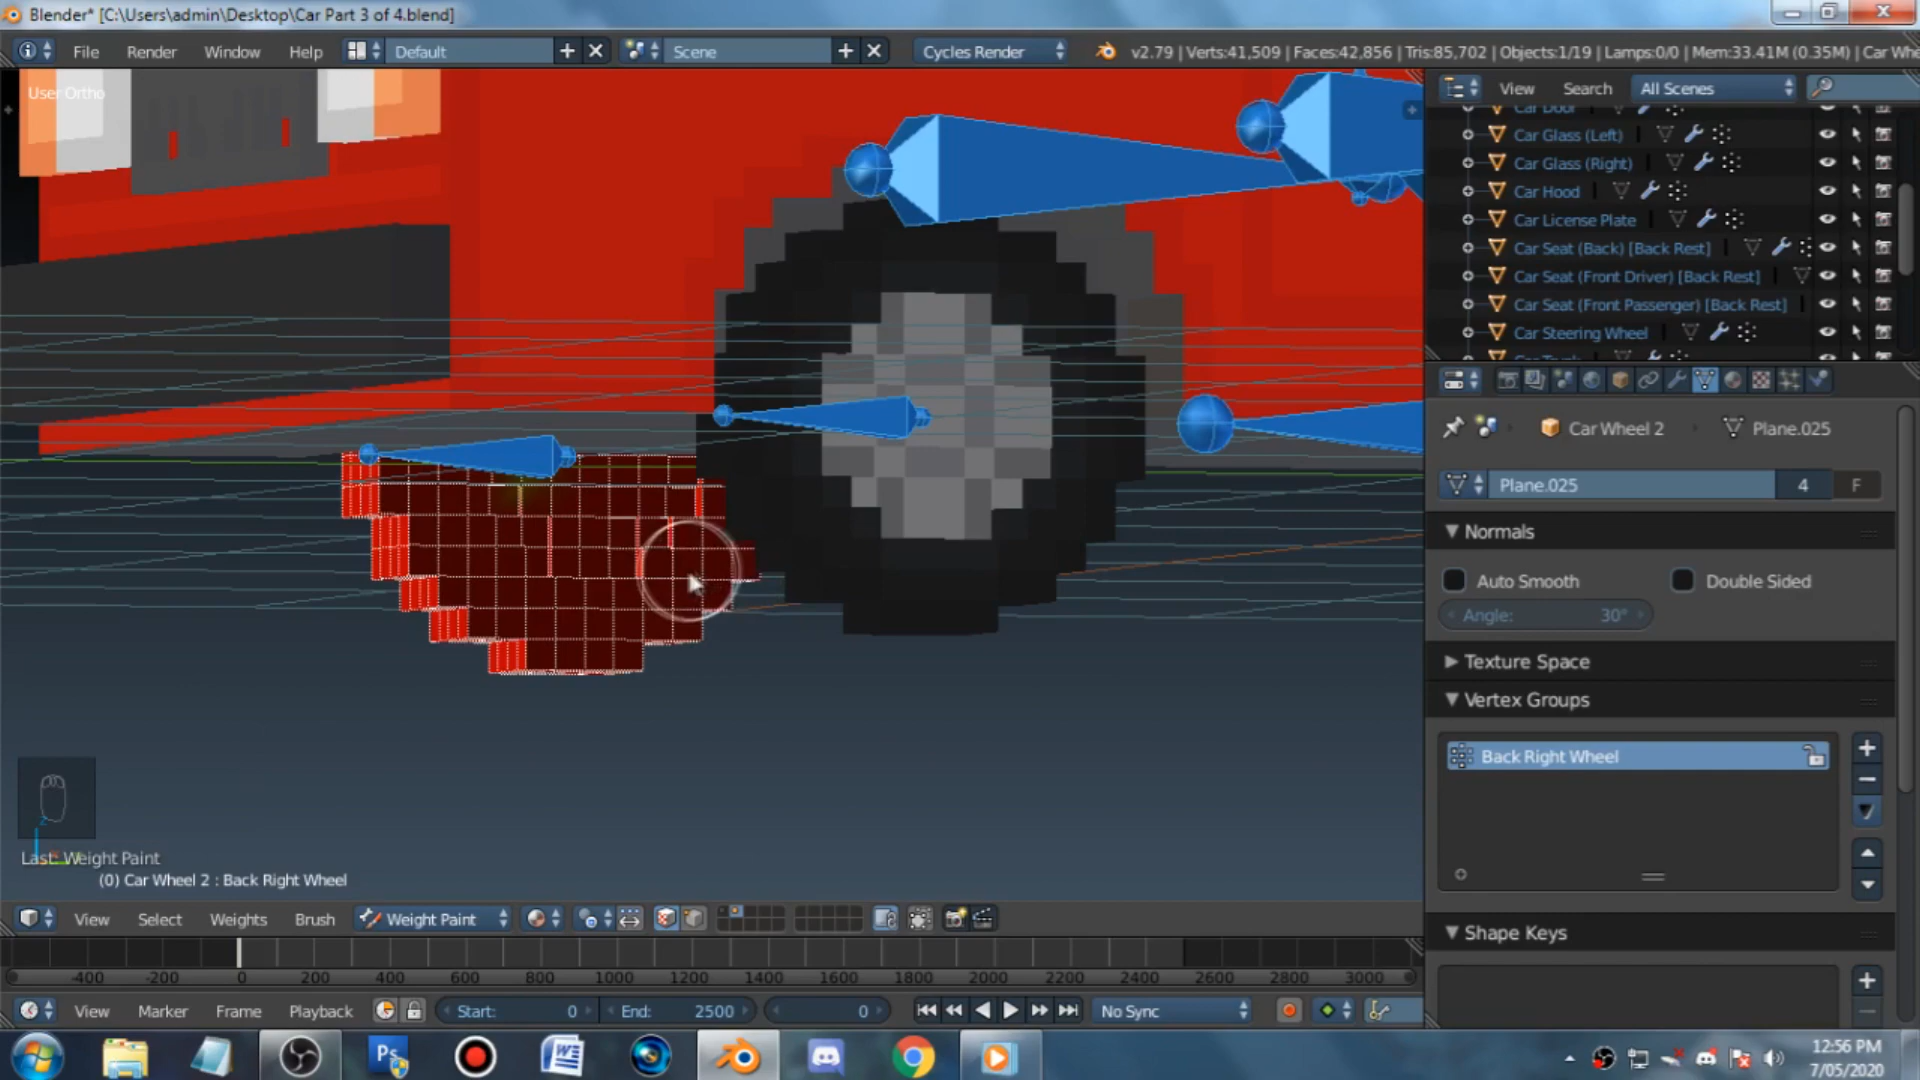 Blender* [C:\Users\admin\Desktop\Car Part 3 of 4.blend]
File Render Window Help Default Scene Cycles Render v2.79 | Verts:41,509 | Faces:42,856 | Tris:85,702 | Objects:1/19 | Lamps:0/0 | Mem:33.41M (0.35M) | Car Whe
User Ortho
View Search All Scenes
Car Door
Car Glass (Left)
Car Glass (Right)
Car Hood
Car License Plate
Car Seat (Back) [Back Rest]
Car Seat (Front Driver) [Back Rest]
Car Seat (Front Passenger) [Back Rest]
Car Steering Wheel
Car Wheel 2 Plane.025
Plane.025 4 F
Normals
Auto Smooth Double Sided
Angle: 30°
Texture Space
Vertex Groups
Back Right Wheel
Shape Keys
Last: Weight Paint
(0) Car Wheel 2 : Back Right Wheel
View Select Weights Brush Weight Paint
-400 -200 0 200 400 600 800 1000 1200 1400 1600 1800 2000 2200 2400 2600 2800 3000
View Marker Frame Playback Start: 0 End: 2500 0 No Sync
12:56 PM
7/05/2020